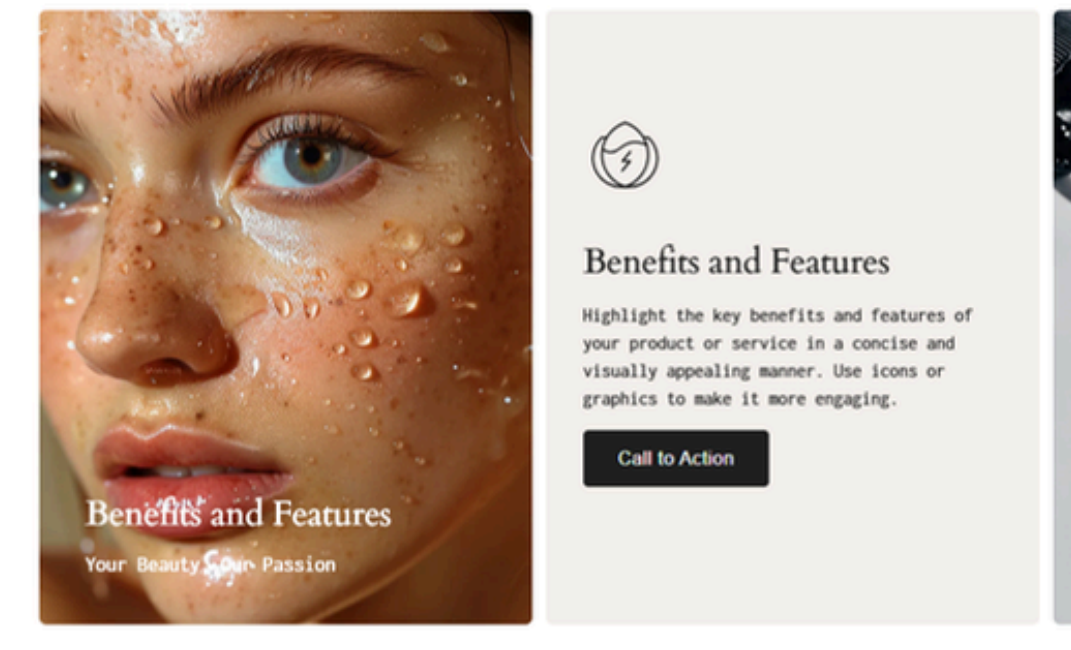 Benefits and Features
Your Beauty, Our Passion
Benefits and Features
Highlight the key benefits and features of
your product or service in a concise and
visually appealing manner. Use icons or
graphics to make it more engaging.
Call to Action